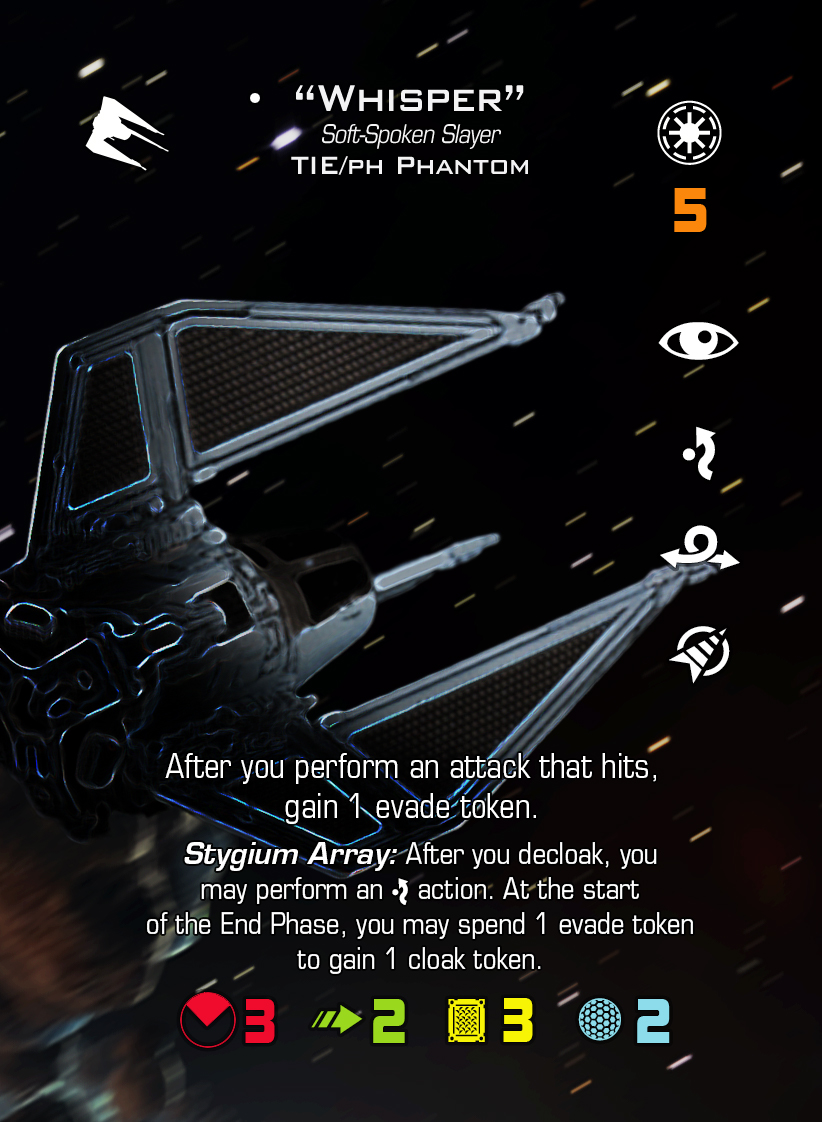 • “Whisper”
Soft-Spoken Slayer
TIE/ph Phantom
5
After you perform an attack that hits,
gain 1 evade token.
Stygium Array: After you decloak, you
may perform an action. At the start
of the End Phase, you may spend 1 evade token
to gain 1 cloak token.
3 2 3 2